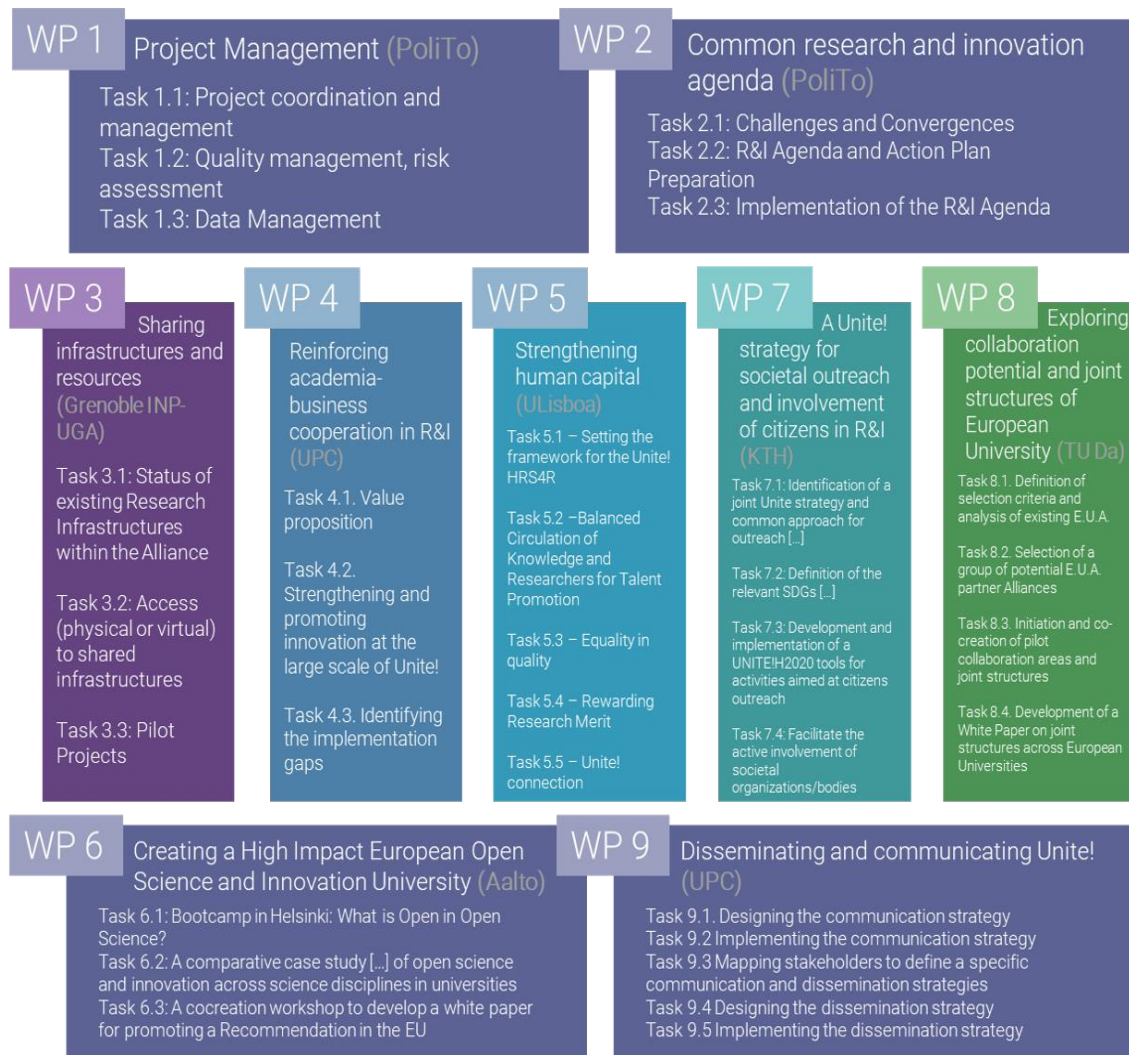 WP 1
Project Management (PoliTo)
Task 1.1: Project coordination and
management
Task 1.2: Quality management, risk
assessment
Task 1.3: Data Management
WP 2
Common research and innovation
agenda (PoliTo)
Task 2.1: Challenges and Convergences
Task 2.2: R&I Agenda and Action Plan
Preparation
Task 2.3: Implementation of the R&I Agenda
WP 3
Sharing
infrastructures and
resources
(Grenoble INP-
UGA)
Task 3.1: Status of
existing Research
Infrastructures
within the Alliance
Task 3.2: Access
(physical or virtual)
to shared
infrastructures
Task 3.3: Pilot
Projects
WP 4
Reinforcing
academia-
business
cooperation in R&I
(UPC)
Task 4.1. Value
proposition
Task 4.2.
Strengthening and
promoting
innovation at the
large scale of Unite!
Task 4.3. Identifying
the implementation
gaps
WP 5
Strengthening
human capital
(ULisboa)
Task 5.1 – Setting the
framework for the Unite!
HRS4R
Task 5.2 –Balanced
Circulation of
Knowledge and
Researchers for Talent
Promotion
Task 5.3 – Equality in
quality
Task 5.4 – Rewarding
Research Merit
Task 5.5 – Unite!
connection
WP 7
A Unite!
strategy for
societal outreach
and involvement
of citizens in R&I
(KTH)
Task 7.1: Identification of a
joint Unite strategy and
common approach for
outreach [...]
Task 7.2: Definition of the
relevant SDGs [...]
Task 7.3: Development and
implementation of a
UNITE!H2020 tools for
activities aimed at citizens
outreach
Task 7.4: Facilitate the
active involvement of
societal
organizations/bodies
WP 8
Exploring
collaboration
potential and joint
structures of
European
University (TU Da)
Task 8.1. Definition of
selection criteria and
analysis of existing E.U.A.
Task 8.2. Selection of a
group of potential E.U.A.
partner Alliances
Task 8.3. Initiation and co-
creation of pilot
collaboration areas and
joint structures
Task 8.4. Development of a
White Paper on joint
structures across European
Universities
WP 6
Creating a High Impact European Open
Science and Innovation University (Aalto)
Task 6.1: Bootcamp in Helsinki: What is Open in Open
Science?
Task 6.2: A comparative case study [...] of open science
and innovation across science disciplines in universities
Task 6.3: A cocreation workshop to develop a white paper
for promoting a Recommendation in the EU
WP 9
Disseminating and communicating Unite!
(UPC)
Task 9.1. Designing the communication strategy
Task 9.2 Implementing the communication strategy
Task 9.3 Mapping stakeholders to define a specific
communication and dissemination strategies
Task 9.4 Designing the dissemination strategy
Task 9.5 Implementing the dissemination strategy